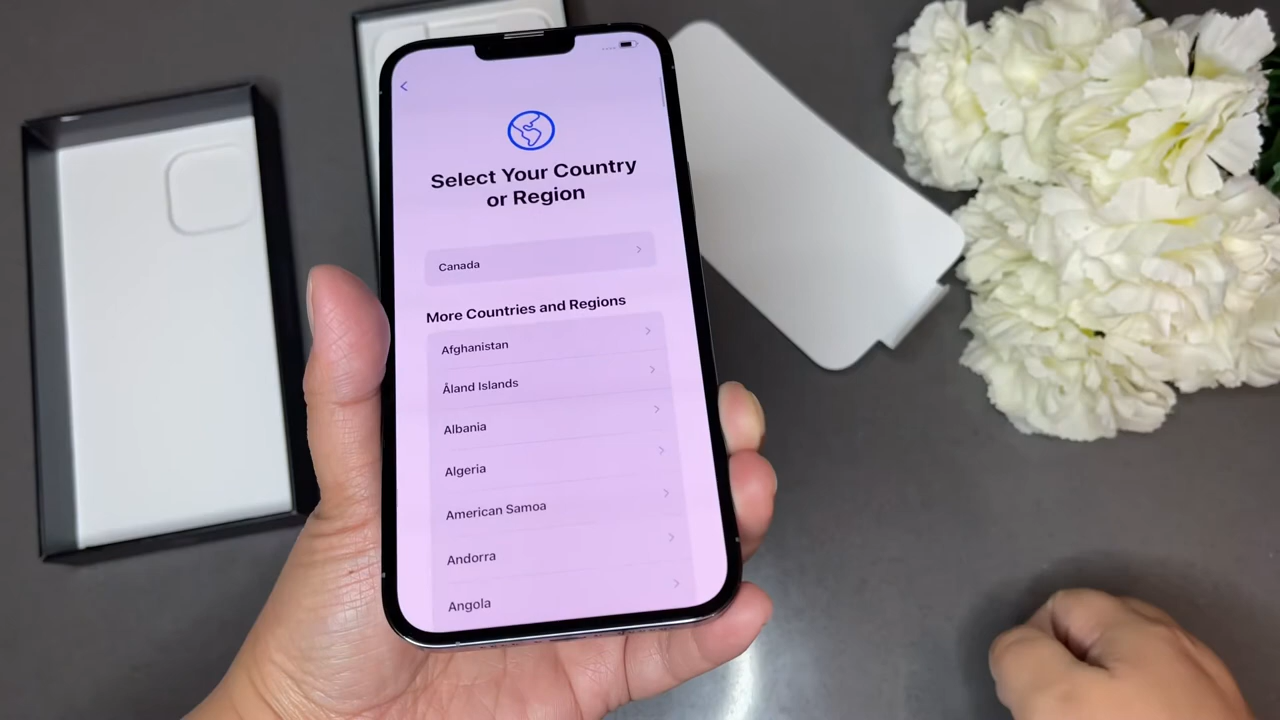 Select Your Country
or Region
Canada
More Countries and Regions
Afghanistan
Åland Islands
Albania
Algeria
American Samoa
Andorra
Angola